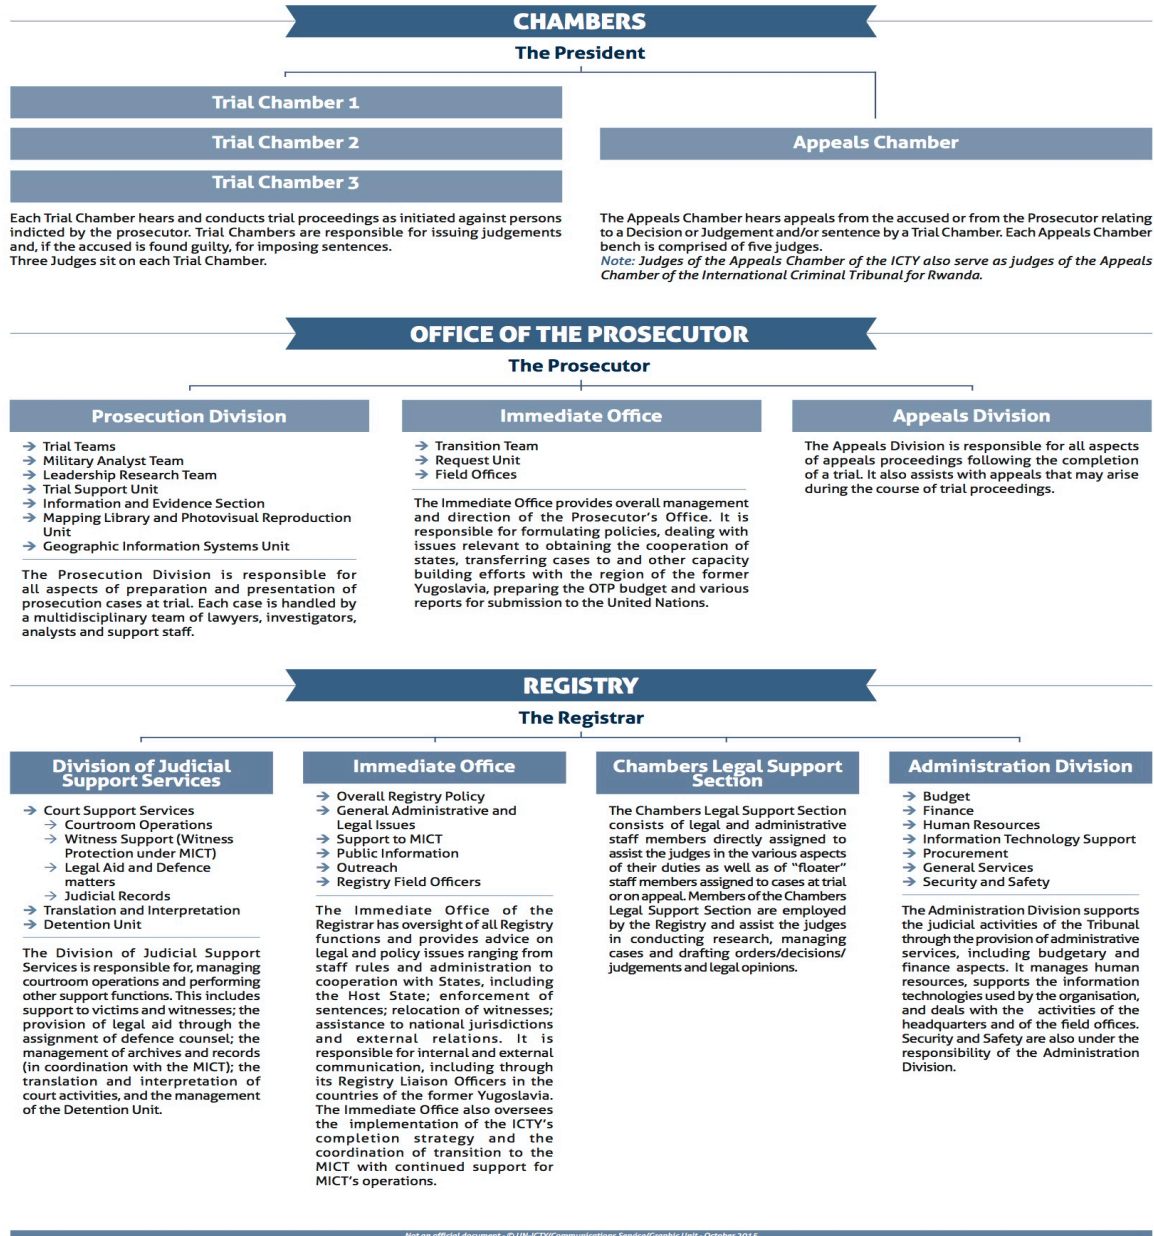 CHAMBERS
The President
Trial Chamber 1
Trial Chamber 2
Trial Chamber 3
Each Trial Chamber hears and conducts trial proceedings as initiated against persons
indicted by the prosecutor. Trial Chambers are responsible for issuing judgements
and, if the accused is found guilty, for imposing sentences.
Three Judges sit on each Trial Chamber.
Appeals Chamber
The Appeals Chamber hears appeals from the accused or from the Prosecutor relating
to a Decision or Judgement and/or sentence by a Trial Chamber. Each Appeals Chamber
bench is comprised of five judges.
Note: Judges of the Appeals Chamber of the ICTY also serve as judges of the Appeals
Chamber of the International Criminal Tribunal for Rwanda.
OFFICE OF THE PROSECUTOR
The Prosecutor
Prosecution Division
→ Trial Teams
→ Military Analyst Team
→ Leadership Research Team
→ Trial Support Unit
→ Information and Evidence Section
→ Mapping Library and Photovisual Reproduction
Unit
→ Geographic Information Systems Unit
The Prosecution Division is responsible for
all aspects of preparation and presentation of
prosecution cases at trial. Each case is handled by
a multidisciplinary team of lawyers, investigators,
analysts and support staff.
Immediate Office
→ Transition Team
→ Request Unit
→ Field Offices
The Immediate Office provides overall management
and direction of the Prosecutor's Office. It is
responsible for formulating policies, dealing with
issues relevant to obtaining the cooperation of
states, transferring cases to and other capacity
building efforts with the region of the former
Yugoslavia, preparing the OTP budget and various
reports for submission to the United Nations.
Appeals Division
The Appeals Division is responsible for all aspects
of appeals proceedings following the completion
of a trial. It also assists with appeals that may arise
during the course of trial proceedings.
REGISTRY
The Registrar
Division of Judicial
Support Services
→ Court Support Services
→ Courtroom Operations
→ Witness Support (Witness
Protection under MICT)
→ Legal Aid and Defence
matters
→ Judicial Records
→ Translation and Interpretation
→ Detention Unit
The Division of Judicial Support
Services is responsible for, managing
courtroom operations and performing
other support functions. This includes
support to victims and witnesses; the
provision of legal aid through the
assignment of defence counsel; the
management of archives and records
(in coordination with the MICT); the
translation and interpretation of
court activities, and the management
of the Detention Unit.
Immediate Office
→ Overall Registry Policy
→ General Administrative and
Legal Issues
→ Support to MICT
→ Public Information
→ Outreach
→ Registry Field Officers
The Immediate Office of the
Registrar has oversight of all Registry
functions and provides advice on
legal and policy issues ranging from
staff rules and administration to
cooperation with States, including
the Host State; enforcement of
sentences; relocation of witnesses;
assistance to national jurisdictions
and external relations. It is
responsible for internal and external
communication, including through
its Registry Liaison Officers in the
countries of the former Yugoslavia.
The Immediate Office also oversees
the implementation of the ICTY's
completion strategy and the
coordination of transition to the
MICT with continued support for
MICT's operations.
Chambers Legal Support
Section
The Chambers Legal Support Section
consists of legal and administrative
staff members directly assigned to
assist the judges in the various aspects
of their duties as well as of "floater"
staff members assigned to cases at trial
or on appeal. Members of the Chambers
Legal Support Section are employed
by the Registry and assist the judges
in conducting research, managing
cases and drafting orders/decisions/
judgements and legal opinions.
Administration Division
→ Budget
→ Finance
→ Human Resources
→ Information Technology Support
→ Procurement
→ General Services
→ Security and Safety
The Administration Division supports
the judicial activities of the Tribunal
through the provision of administrative
services, including budgetary and
finance aspects. It manages human
resources, supports the information
technologies used by the organisation,
and deals with the activities of the
headquarters and of the field offices.
Security and Safety are also under the
responsibility of the Administration
Division.
Not an official document - © UN-ICTY/Communications Service/Graphic Unit - October 2015